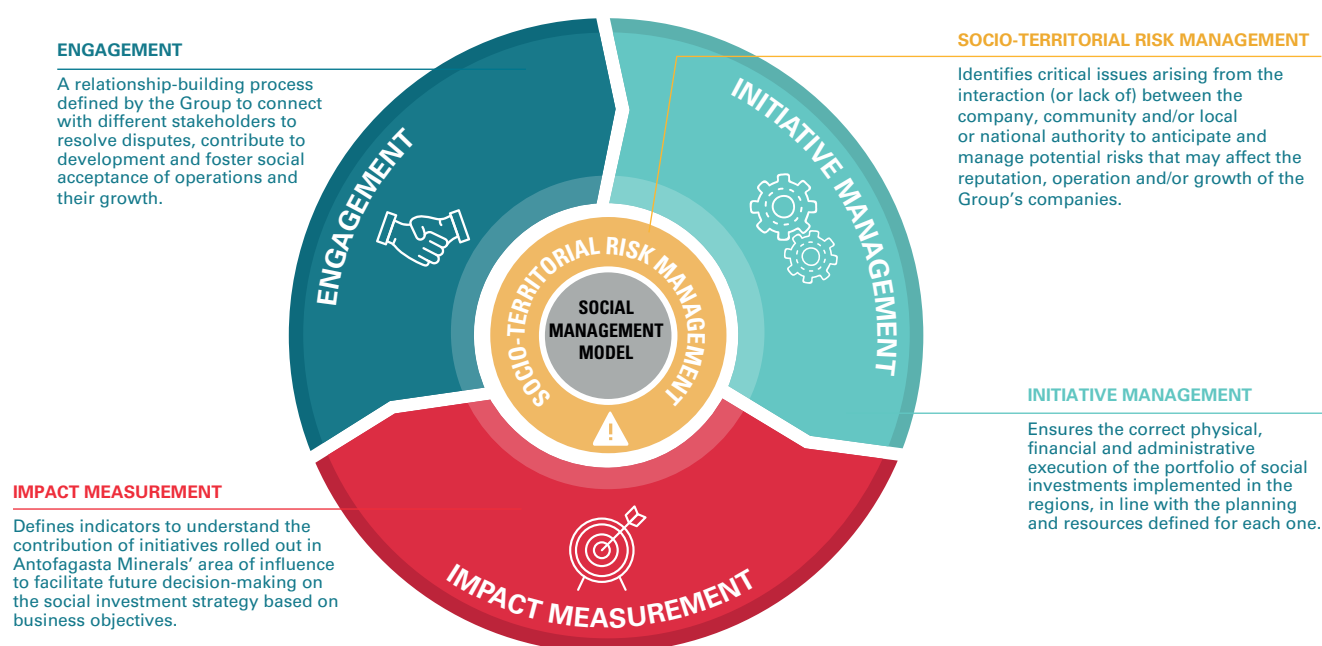 ENGAGEMENT
A relationship-building process
defined by the Group to connect
with different stakeholders to
resolve disputes, contribute to
development and foster social
acceptance of operations and
their growth.
SOCIO-TERRITORIAL RISK MANAGEMENT
Identifies critical issues arising from the
interaction (or lack of) between the
company, community and/or local
or national authority to anticipate and
manage potential risks that may affect the
reputation, operation and/or growth of the
Group’s companies.
ENGAGEMENT
INITIATIVE MANAGEMENT
SOCIO-TERRITORIAL RISK MANAGEMENT
SOCIAL
MANAGEMENT
MODEL
IMPACT MEASUREMENT
INITIATIVE MANAGEMENT
Ensures the correct physical,
financial and administrative
execution of the portfolio of social
investments implemented in the
regions, in line with the planning
and resources defined for each one.
IMPACT MEASUREMENT
Defines indicators to understand the
contribution of initiatives rolled out in
Antofagasta Minerals’ area of influence
to facilitate future decision-making on
the social investment strategy based on
business objectives.